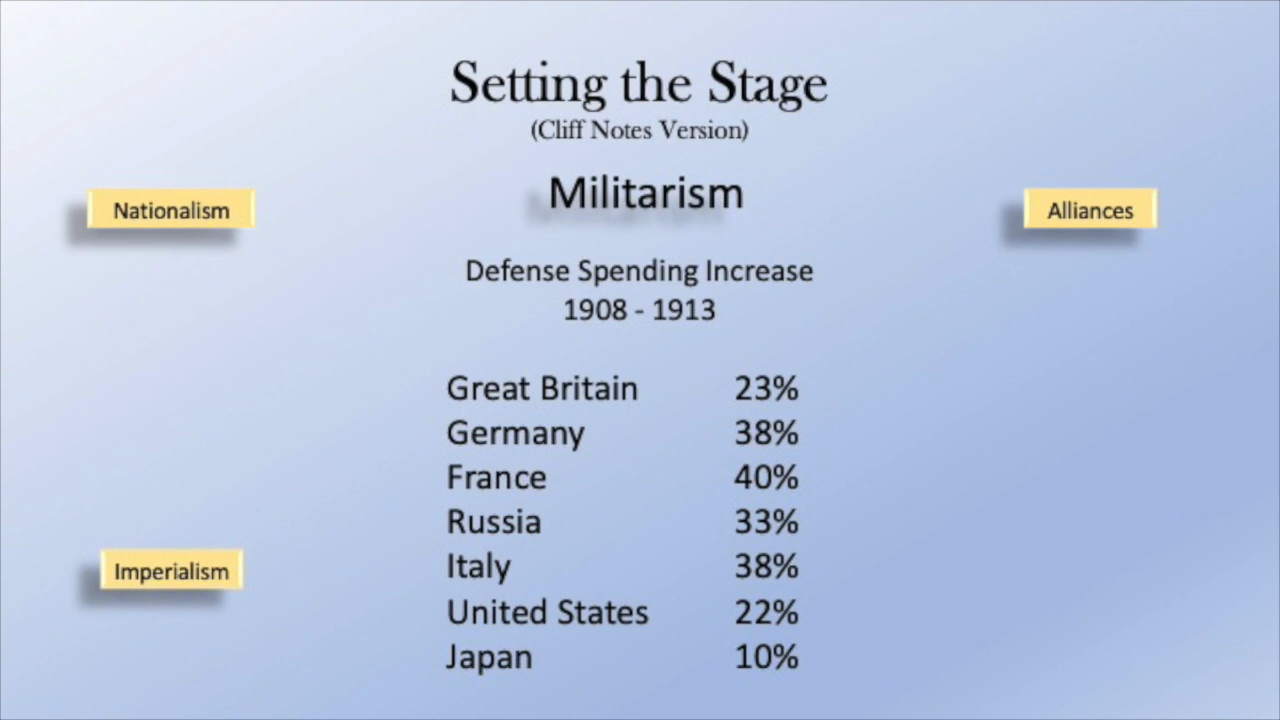 Setting the Stage
(Cliff Notes Version)
Militarism
Nationalism
Alliances
Defense Spending Increase
1908 - 1913
Great Britain 23%
Germany 38%
France 40%
Russia 33%
Italy 38%
Imperialism
United States 22%
Japan 10%